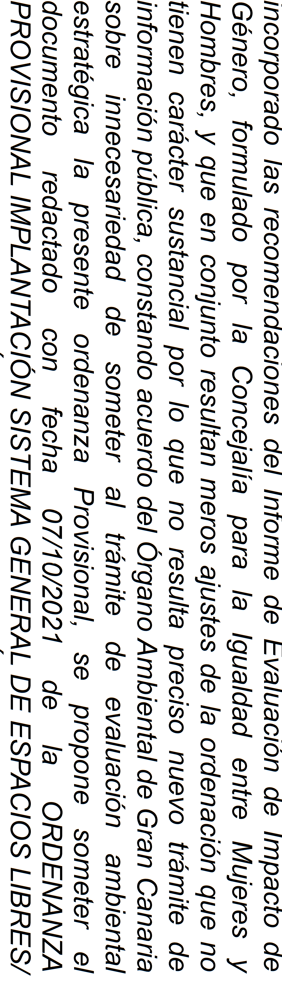 incorporado las recomendaciones del Informe de Evaluación de Impacto de
Género, formulado por la Concejalía para la Igualdad entre Mujeres y
Hombres, y que en conjunto resultan meros ajustes de la ordenación que no
tienen carácter sustancial por lo que no resulta preciso nuevo trámite de
información pública, constando acuerdo del Órgano Ambiental de Gran Canaria
sobre innecesariedad de someter al trámite de evaluación ambiental
estratégica la presente ordenanza Provisional, se propone someter el
documento redactado con fecha 07/10/2021 de la ORDENANZA
PROVISIONAL IMPLANTACIÓN SISTEMA GENERAL DE ESPACIOS LIBRES/